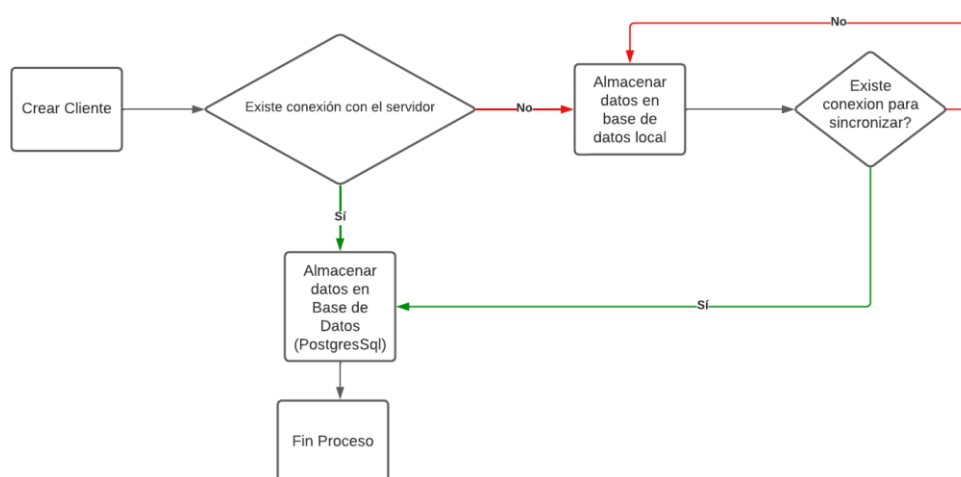 No
Crear Cliente
Existe conexión con el servidor
No
Almacenar
datos en
base de
datos local
Existe
conexion para
sincronizar?
Sí
Almacenar
datos en
Base de
Datos
(PostgresSql)
Sí
Fin Proceso